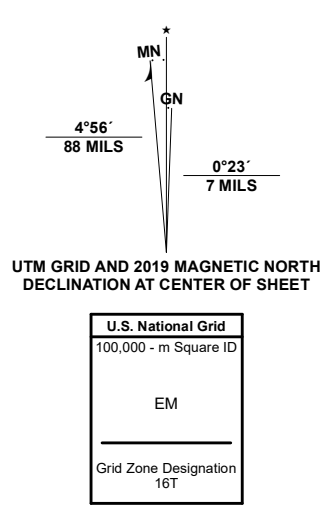 MN
GN
4°56´
88 MILS
0°23´
7 MILS
UTM GRID AND 2019 MAGNETIC NORTH
DECLINATION AT CENTER OF SHEET
U.S. National Grid
100,000 - m Square ID
EM
Grid Zone Designation
16T